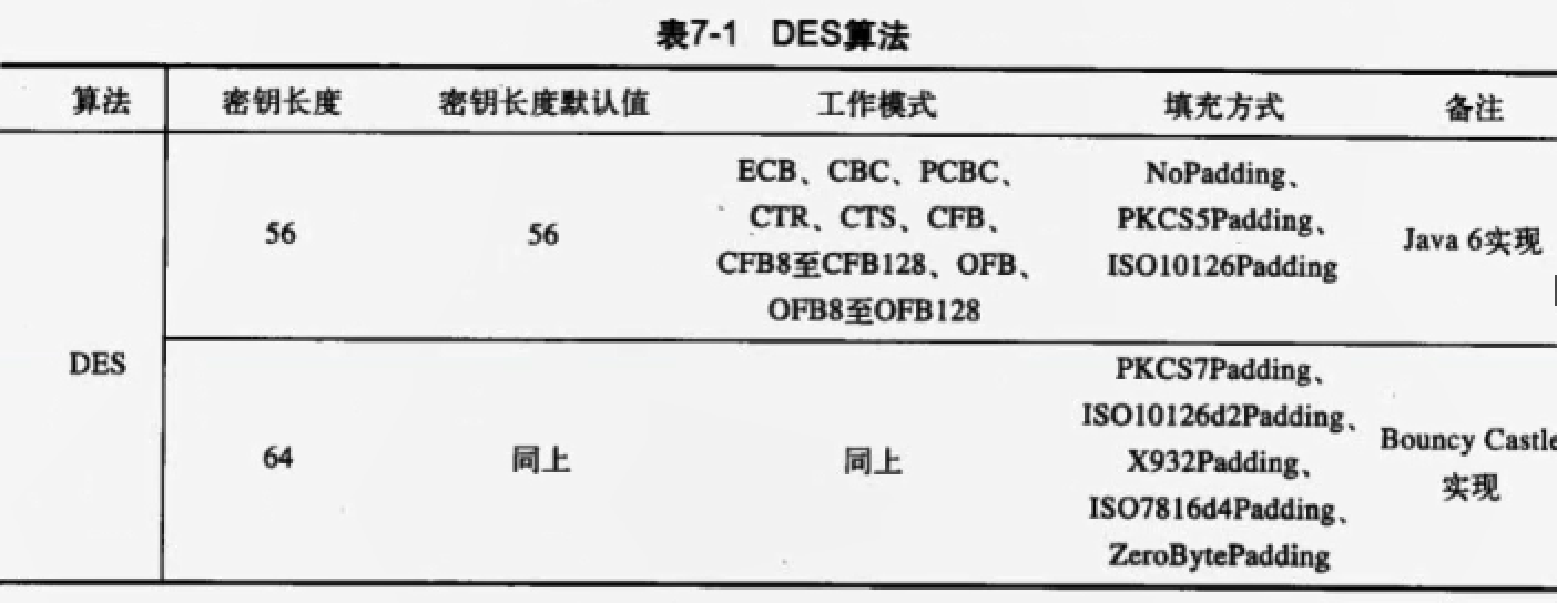 表7-1 DES算法
算法 密钥长度 密钥长度默认值 工作模式 填充方式 备注
DES
56 56
ECB、CBC、PCBC、
CTR、CTS、CFB、
CFB8至CFB128、OFB、
OFB8至OFB128
NoPadding、
PKCS5Padding、
ISO10126Padding
Java 6实现
64 同上 同上
PKCS7Padding、
ISO10126d2Padding、
X932Padding、
ISO7816d4Padding、
ZeroBytePadding
Bouncy Castle
实现